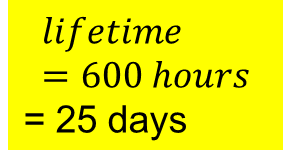 lifetime
= 600 hours
= 25 days